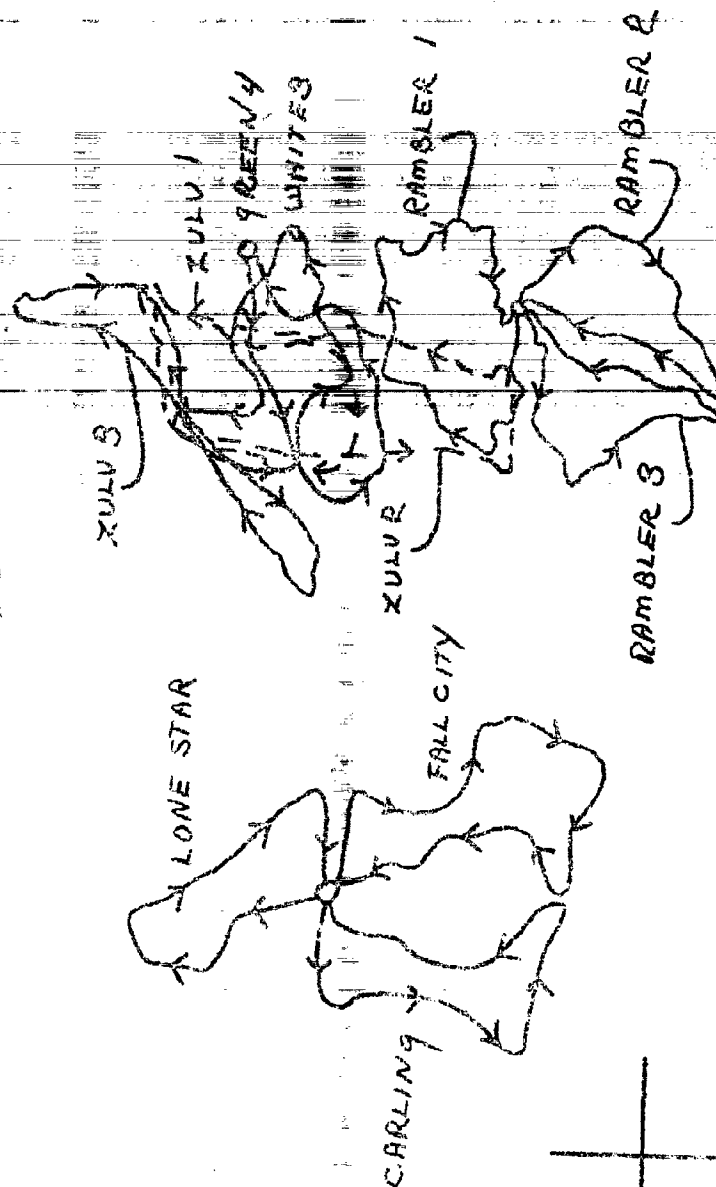 ZULU 3
ZULU 1
GREEN 4
WHITE 3
RAMBLER 1
ZULU 2
RAMBLER 2
RAMBLER 3
LONE STAR
FALL CITY
CARLING